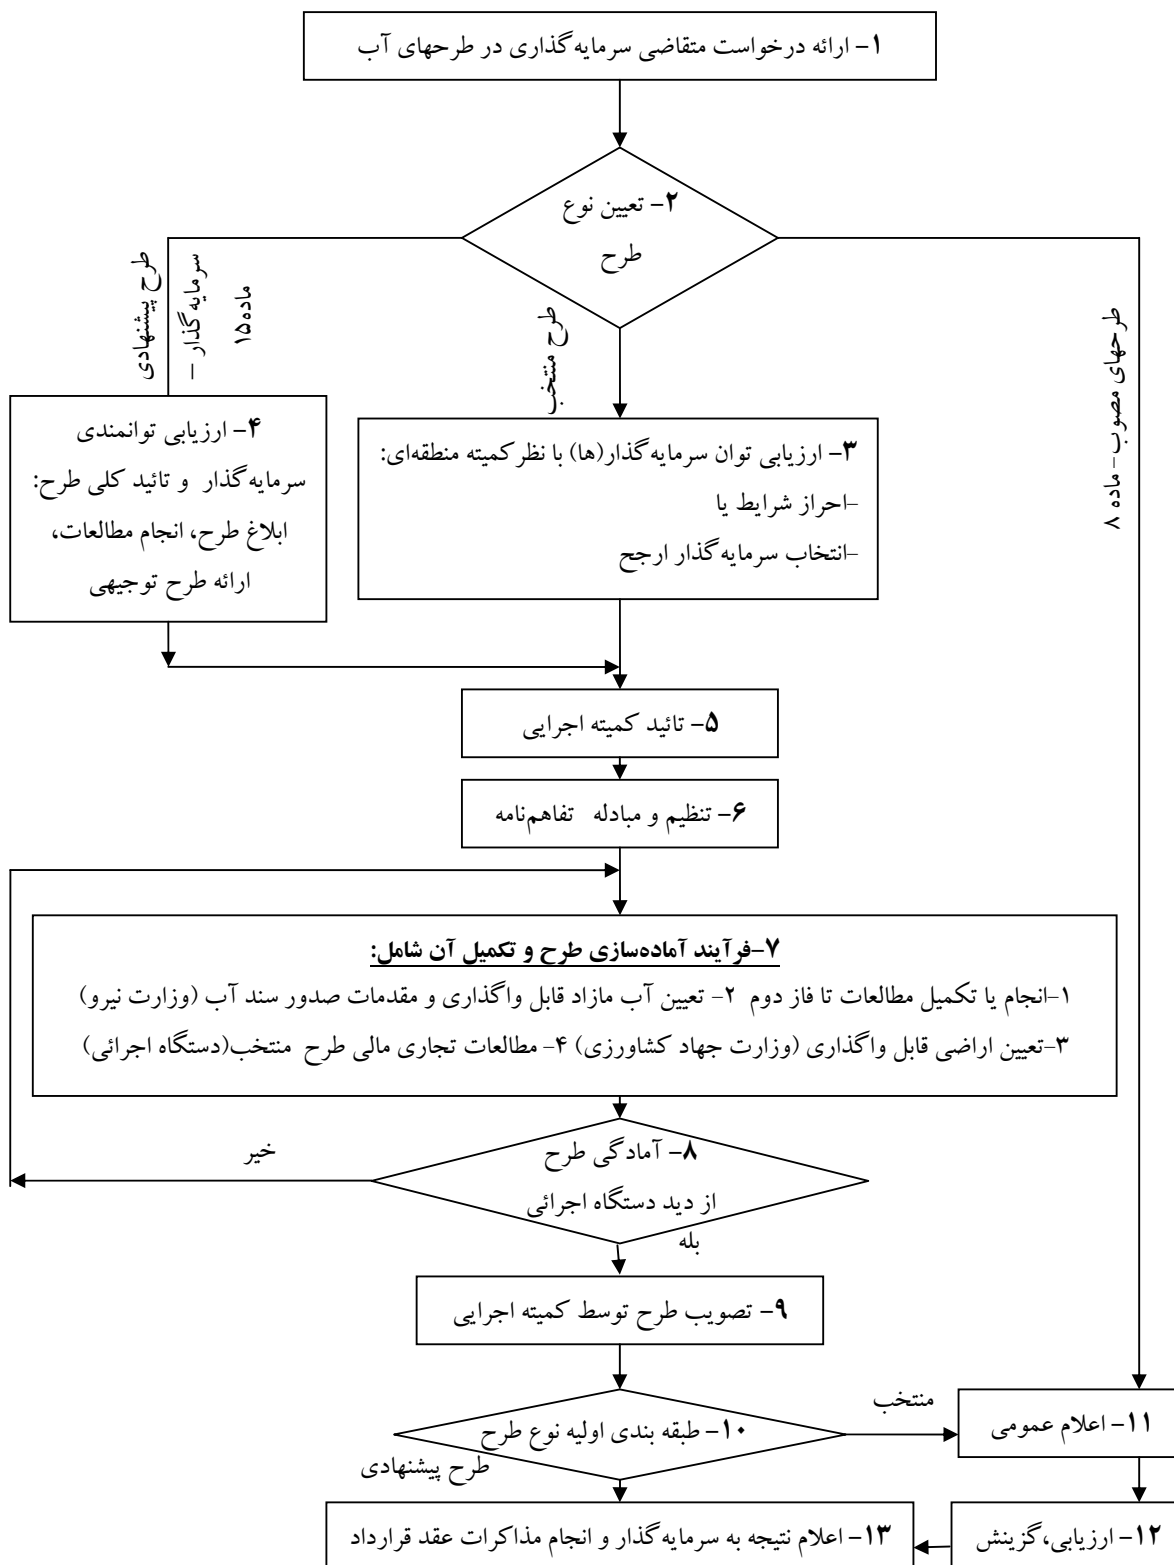 ۱- ارائه درخواست متقاضی سرمایه‌گذاری در طرحهای آب
۲- تعیین نوع
طرح
طرح پیشنهادی
سرمایه‌گذار –
ماده۱۵
طرح منتخب
طرحهای مصوب- ماده ۸
۴- ارزیابی توانمندی
سرمایه‌گذار و تائید کلی طرح:
ابلاغ طرح، انجام مطالعات،
ارائه طرح توجیهی
۳- ارزیابی توان سرمایه‌گذار(ها) با نظر کمیته منطقه‌ای:
-احراز شرایط یا
-انتخاب سرمایه‌گذار ارجح
۵- تائید کمیته اجرایی
۶- تنظیم و مبادله تفاهم‌نامه
۷-فرآیند آماده‌سازی طرح و تکمیل آن شامل:
۱-انجام یا تکمیل مطالعات تا فاز دوم ۲- تعیین آب مازاد قابل واگذاری و مقدمات صدور سند آب (وزارت نیرو)
۳-تعیین اراضی قابل واگذاری (وزارت جهاد کشاورزی) ۴- مطالعات تجاری مالی طرح منتخب(دستگاه اجرائی)
۸- آمادگی طرح
از دید دستگاه اجرائی
خیر
بله
۹- تصویب طرح توسط کمیته اجرایی
۱۰- طبقه بندی اولیه نوع طرح
منتخب
طرح پیشنهادی
۱۱- اعلام عمومی
۱۲- ارزیابی،گزینش
۱۳- اعلام نتیجه به سرمایه‌گذار و انجام مذاکرات عقد قرارداد